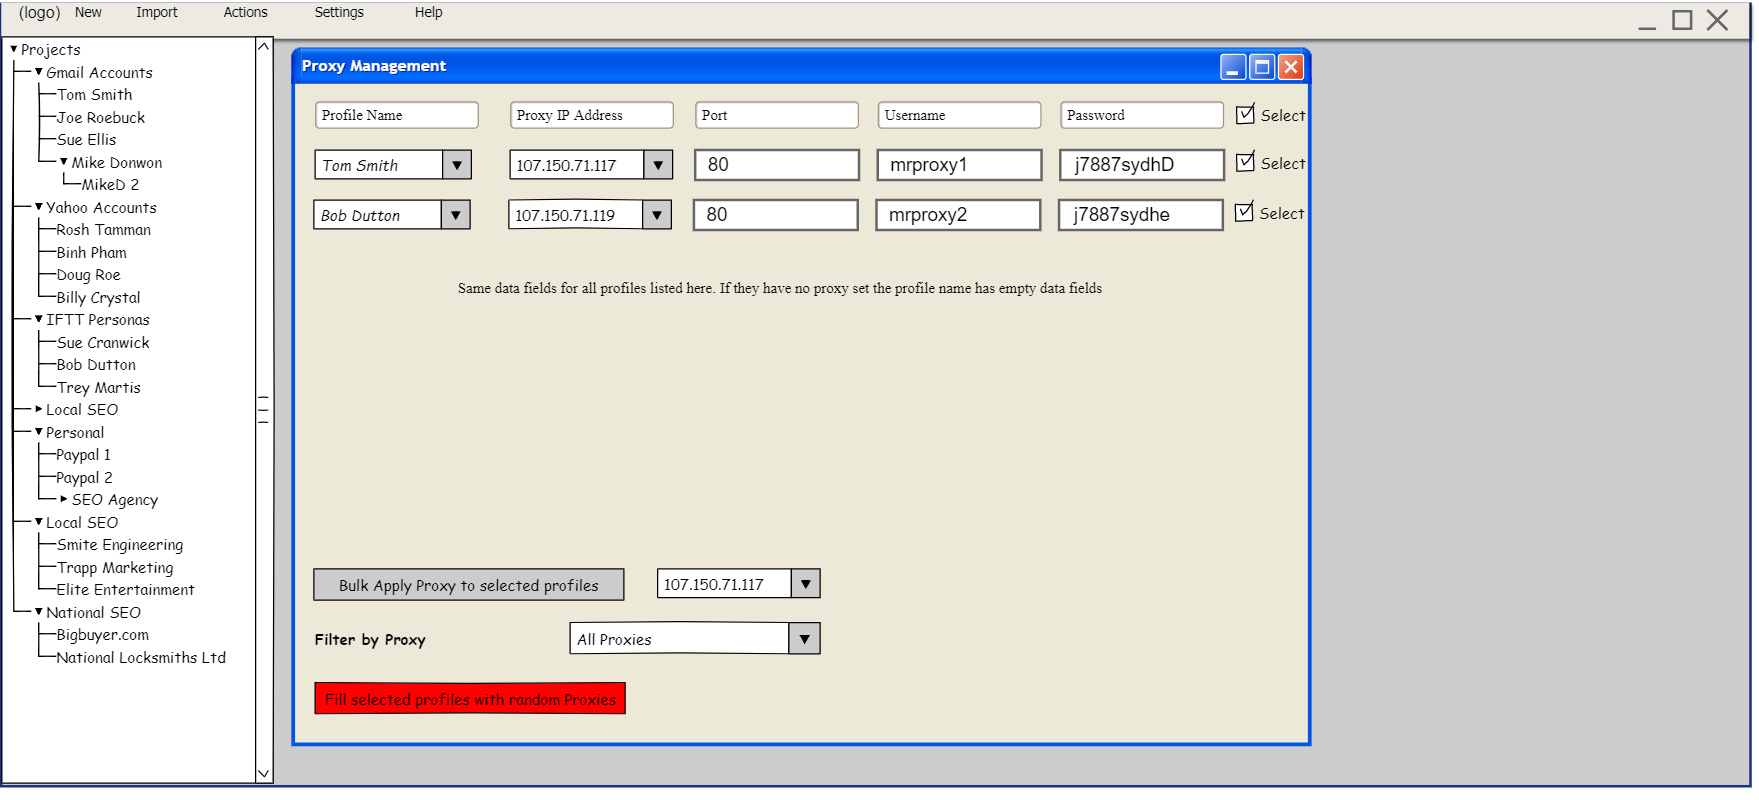 (logo) New Import Actions Settings Help
Projects
Gmail Accounts
Tom Smith
Joe Roebuck
Sue Ellis
Mike Donwon
MikeD 2
Yahoo Accounts
Rosh Tamman
Binh Pham
Doug Roe
Billy Crystal
IFTT Personas
Sue Cranwick
Bob Dutton
Trey Martis
Local SEO
Personal
Paypal 1
Paypal 2
SEO Agency
Local SEO
Smite Engineering
Trapp Marketing
Elite Entertainment
National SEO
Bigbuyer.com
National Locksmiths Ltd
Proxy Management
Profile Name Proxy IP Address Port Username Password Select
Tom Smith 107.150.71.117 80 mrproxy1 j7887sydhD Select
Bob Dutton 107.150.71.119 80 mrproxy2 j7887sydhe Select
Same data fields for all profiles listed here. If they have no proxy set the profile name has empty data fields
Bulk Apply Proxy to selected profiles 107.150.71.117
Filter by Proxy All Proxies
Fill selected profiles with random Proxies